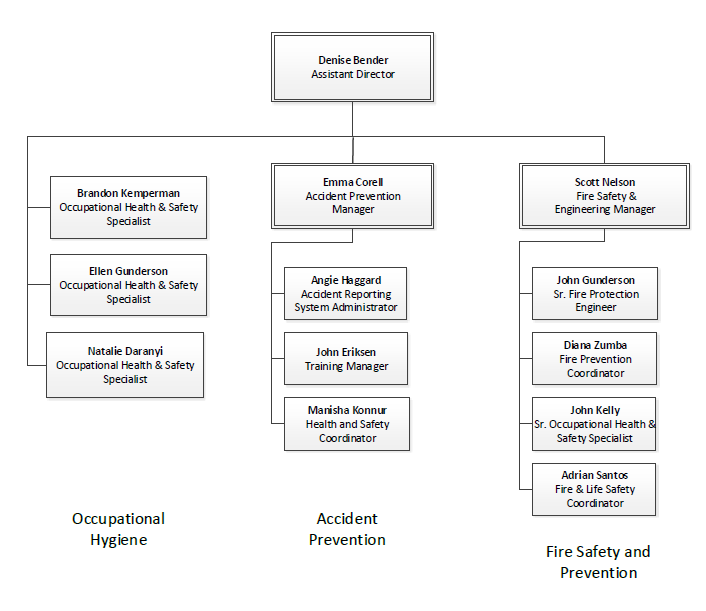 Denise Bender
Assistant Director
Brandon Kemperman
Occupational Health & Safety
Specialist
Ellen Gunderson
Occupational Health & Safety
Specialist
Natalie Daranyi
Occupational Health & Safety
Specialist
Occupational
Hygiene
Emma Corell
Accident Prevention
Manager
Angie Haggard
Accident Reporting
System Administrator
John Eriksen
Training Manager
Manisha Konnur
Health and Safety
Coordinator
Accident
Prevention
Scott Nelson
Fire Safety &
Engineering Manager
John Gunderson
Sr. Fire Protection
Engineer
Diana Zumba
Fire Prevention
Coordinator
John Kelly
Sr. Occupational Health &
Safety Specialist
Adrian Santos
Fire & Life Safety
Coordinator
Fire Safety and
Prevention